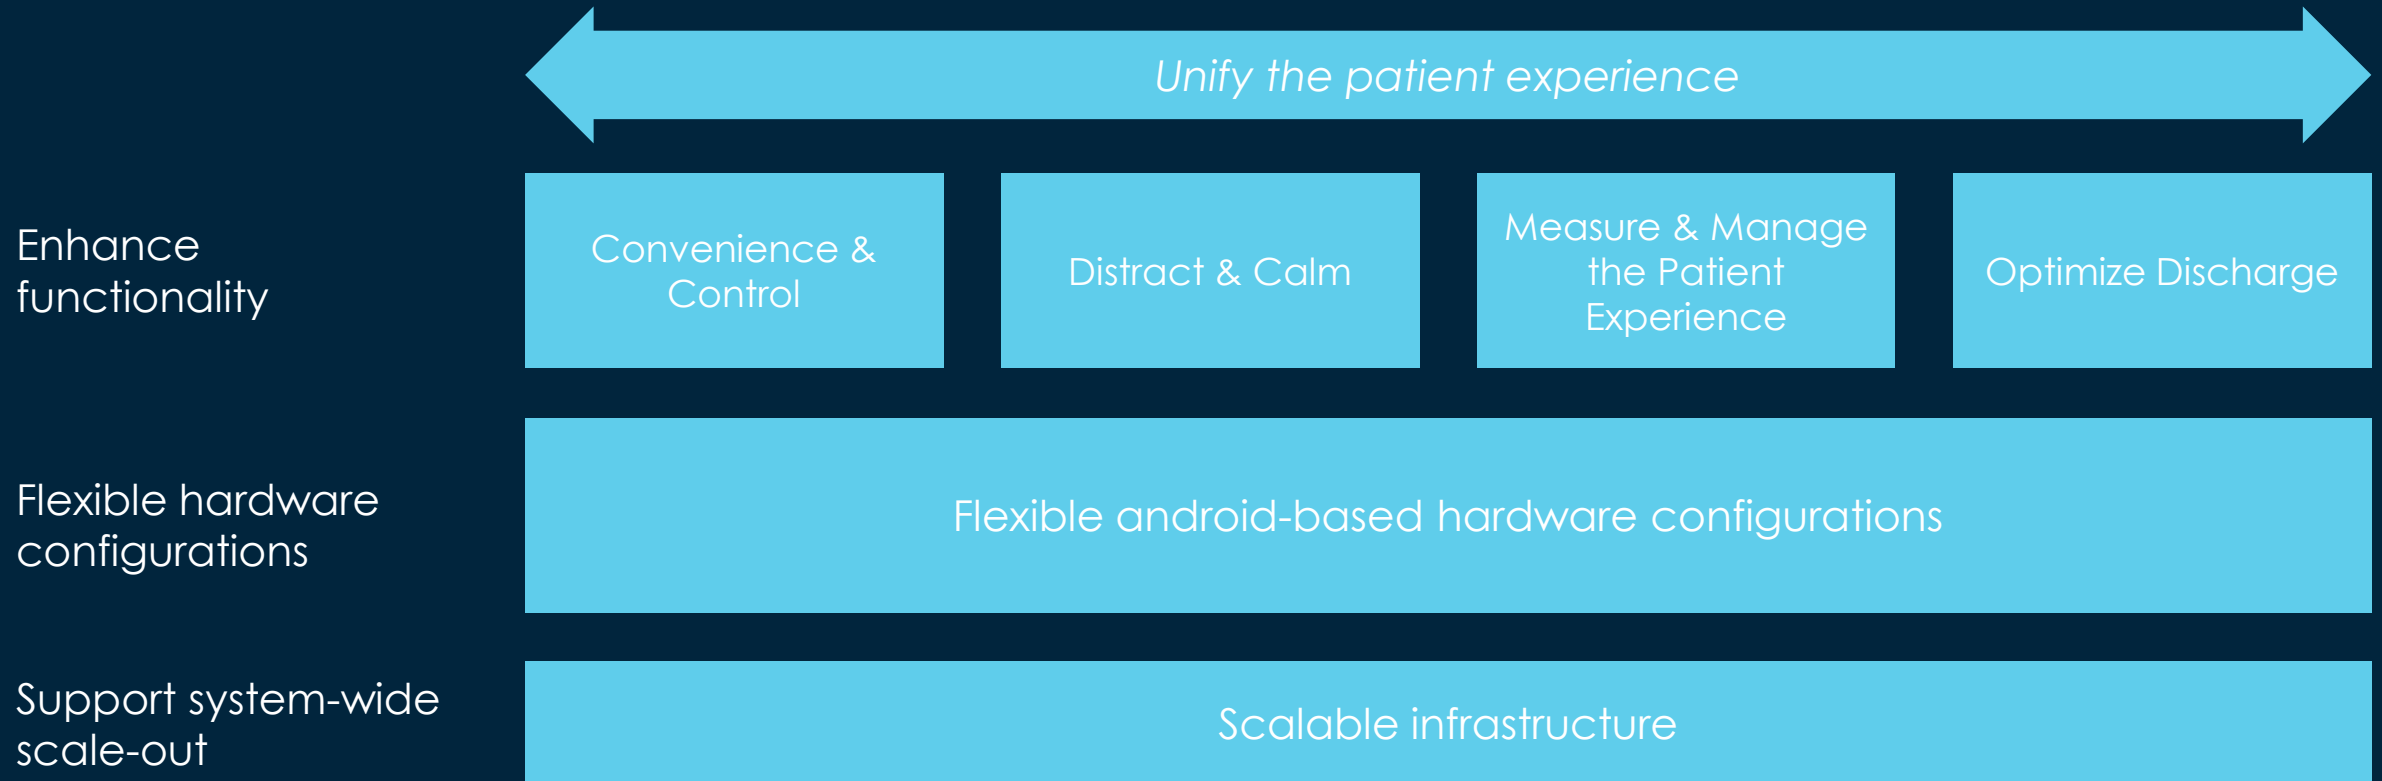 Unify the patient experience
Enhance
functionality
Convenience &
Control
Distract & Calm
Measure & Manage
the Patient
Experience
Optimize Discharge
Flexible hardware
configurations
Flexible android-based hardware configurations
Support system-wide
scale-out
Scalable infrastructure